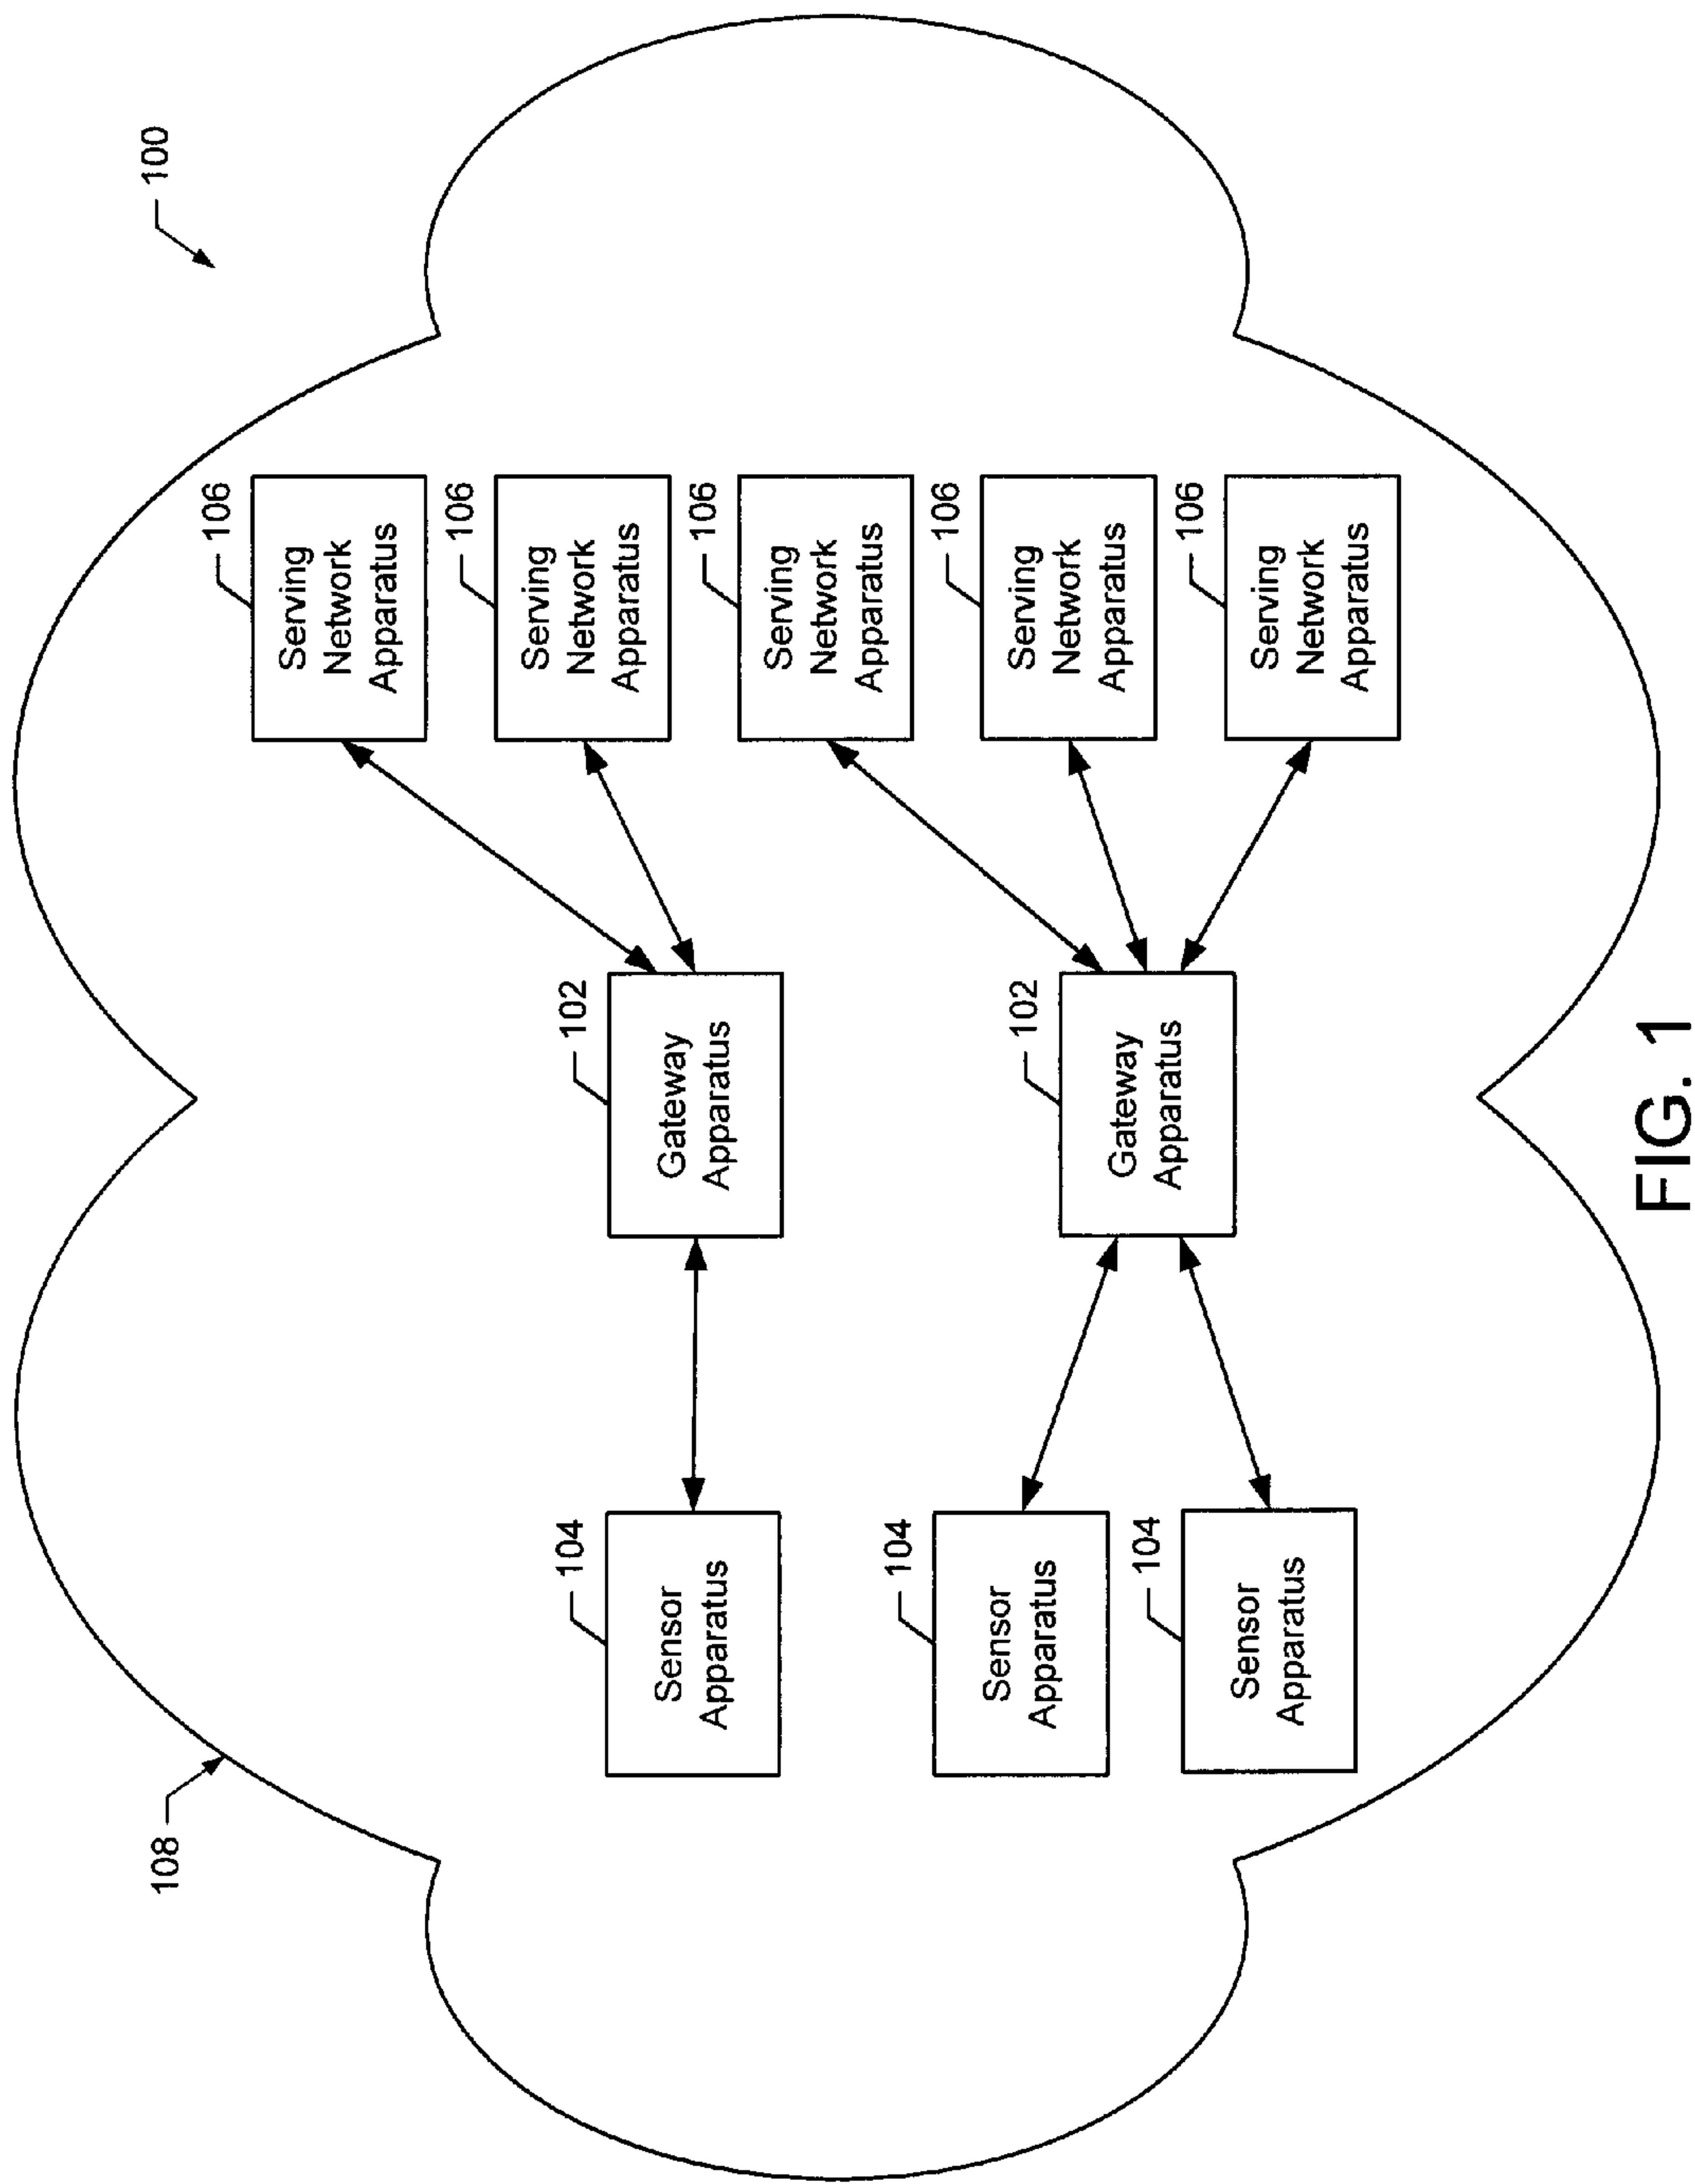 108
100
104
Sensor
Apparatus
104
Sensor
Apparatus
104
Sensor
Apparatus
102
Gateway
Apparatus
102
Gateway
Apparatus
106
Serving
Network
Apparatus
106
Serving
Network
Apparatus
106
Serving
Network
Apparatus
106
Serving
Network
Apparatus
106
Serving
Network
Apparatus
FIG. 1